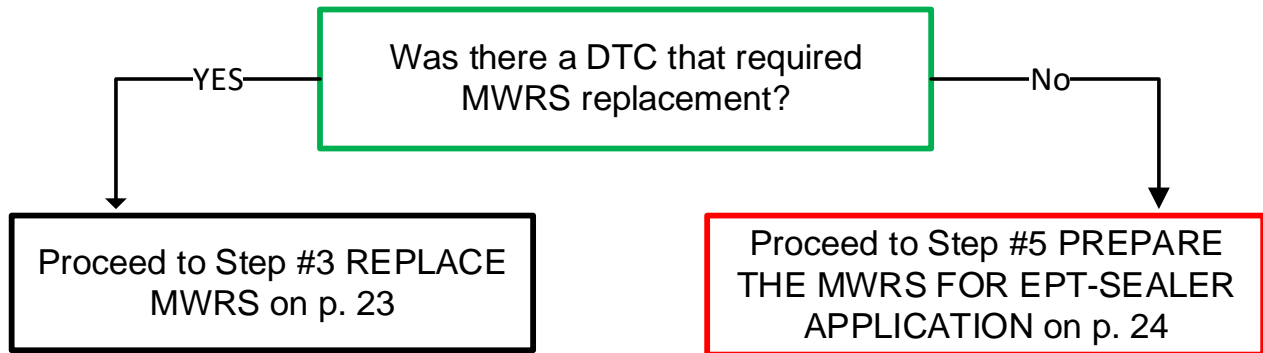 Was there a DTC that required
MWRS replacement?
YES
No
Proceed to Step #3 REPLACE
MWRS on p. 23
Proceed to Step #5 PREPARE
THE MWRS FOR EPT-SEALER
APPLICATION on p. 24